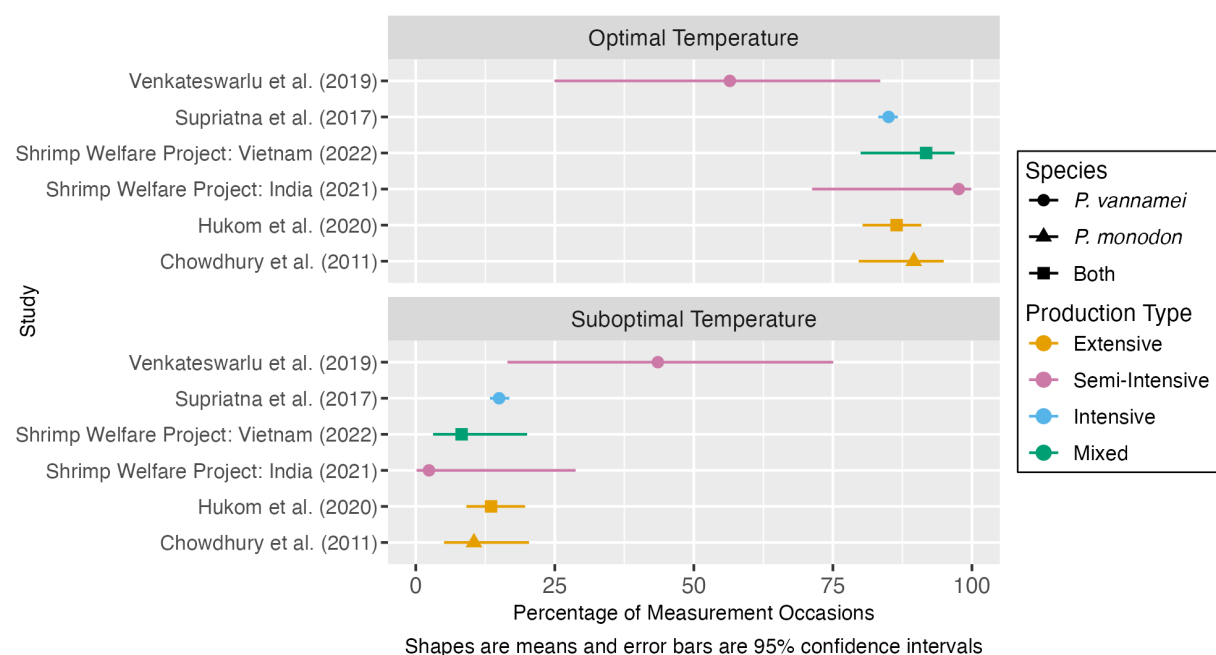 Optimal Temperature
Venkateswarlu et al. (2019)
Supriatna et al. (2017)
Shrimp Welfare Project: Vietnam (2022)
Shrimp Welfare Project: India (2021)
Hukom et al. (2020)
Chowdhury et al. (2011)
Study
Suboptimal Temperature
Venkateswarlu et al. (2019)
Supriatna et al. (2017)
Shrimp Welfare Project: Vietnam (2022)
Shrimp Welfare Project: India (2021)
Hukom et al. (2020)
Chowdhury et al. (2011)
0 25 50 75 100
Percentage of Measurement Occasions
Shapes are means and error bars are 95% confidence intervals
Species
P. vannamei
P. monodon
Both
Production Type
Extensive
Semi-Intensive
Intensive
Mixed